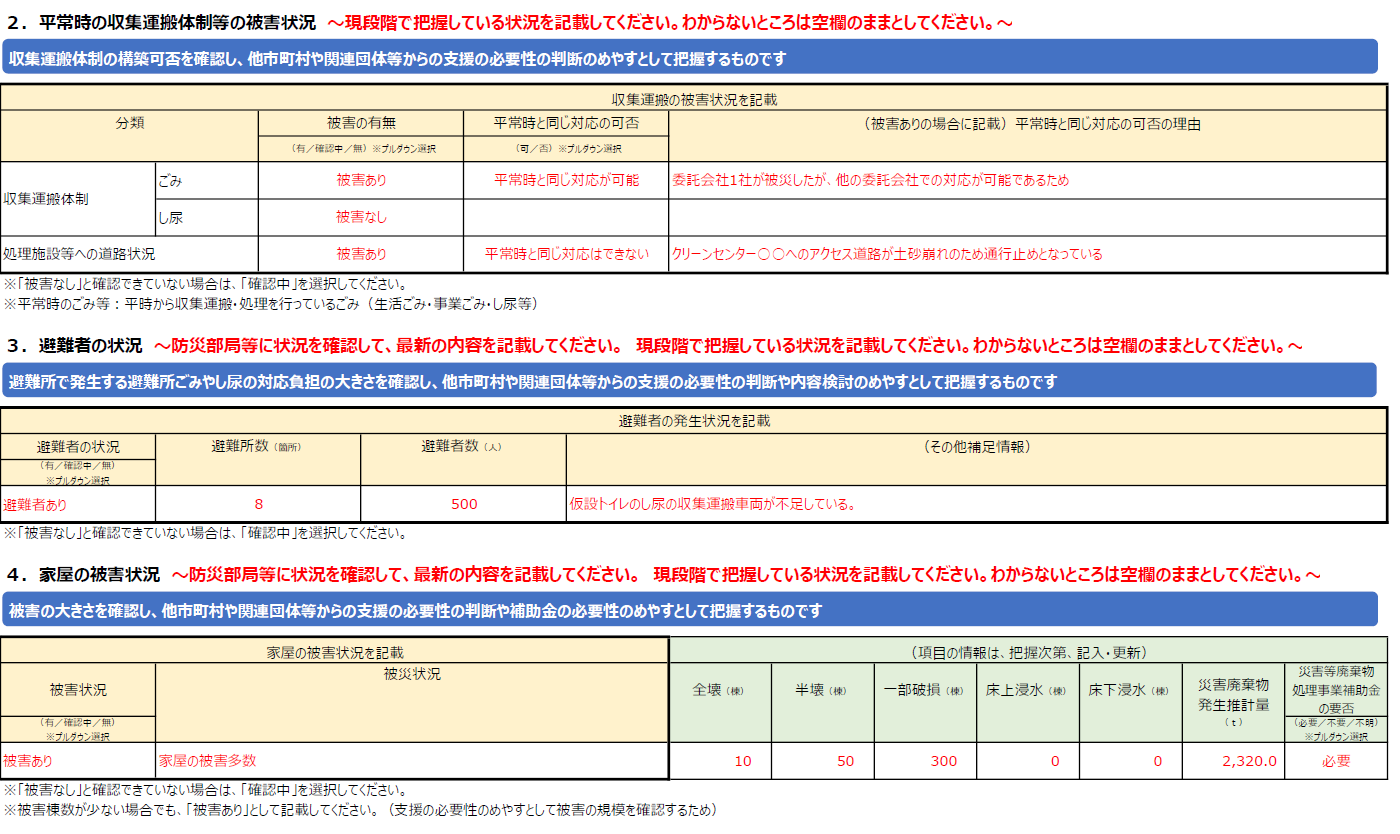 ２．平常時の収集運搬体制等の被害状況 ～現段階で把握している状況を記載してください。わからないところは空欄のままとしてください。～
収集運搬体制の構築可否を確認し、他市町村や関連団体等からの支援の必要性の判断のめやすとして把握するものです
収集運搬の被害状況を記載
分類 被害の有無 平常時と同じ対応の可否 （被害ありの場合に記載）平常時と同じ対応の可否の理由
（有／確認中／無）※プルダウン選択 （可／否）※プルダウン選択
収集運搬体制 ごみ 被害あり 平常時と同じ対応が可能 委託会社1社が被災したが、他の委託会社での対応が可能であるため
し尿 被害なし
処理施設等への道路状況 被害あり 平常時と同じ対応はできない クリーンセンター〇〇へのアクセス道路が土砂崩れのため通行止めとなっている
※「被害なし」と確認できていない場合は、「確認中」を選択してください。
※平常時のごみ等：平時から収集運搬・処理を行っているごみ（生活ごみ・事業ごみ・し尿等）
３．避難者の状況 ～防災部局等に状況を確認して、最新の内容を記載してください。 現段階で把握している状況を記載してください。わからないところは空欄のままとしてください。～
避難所で発生する避難所ごみやし尿の対応負担の大きさを確認し、他市町村や関連団体等からの支援の必要性の判断や内容検討のめやすとして把握するものです
避難者の発生状況を記載
避難者の状況 避難所数（箇所） 避難者数（人） （その他補足情報）
（有／確認中／無）
※プルダウン選択
避難者あり 8 500 仮設トイレのし尿の収集運搬車両が不足している。
※「被害なし」と確認できていない場合は、「確認中」を選択してください。
４．家屋の被害状況 ～防災部局等に状況を確認して、最新の内容を記載してください。 現段階で把握している状況を記載してください。わからないところは空欄のままとしてください。～
被害の大きさを確認し、他市町村や関連団体等からの支援の必要性の判断や補助金の必要性のめやすとして把握するものです
家屋の被害状況を記載 （項目の情報は、把握次第、記入・更新）
被害状況 被災状況 全壊（棟） 半壊（棟） 一部破損（棟） 床上浸水（棟） 床下浸水（棟） 災害廃棄物
発生推計量
（ｔ）
災害等廃棄物
処理事業補助金
の要否
（有／確認中／無）
※プルダウン選択
（必要／不要／不明）
※プルダウン選択
被害あり 家屋の被害多数 10 50 300 0 0 2,320.0 必要
※「被害なし」と確認できていない場合は、「確認中」を選択してください。
※被害棟数が少ない場合でも、「被害あり」として記載してください。（支援の必要性のめやすとして被害の規模を確認するため）